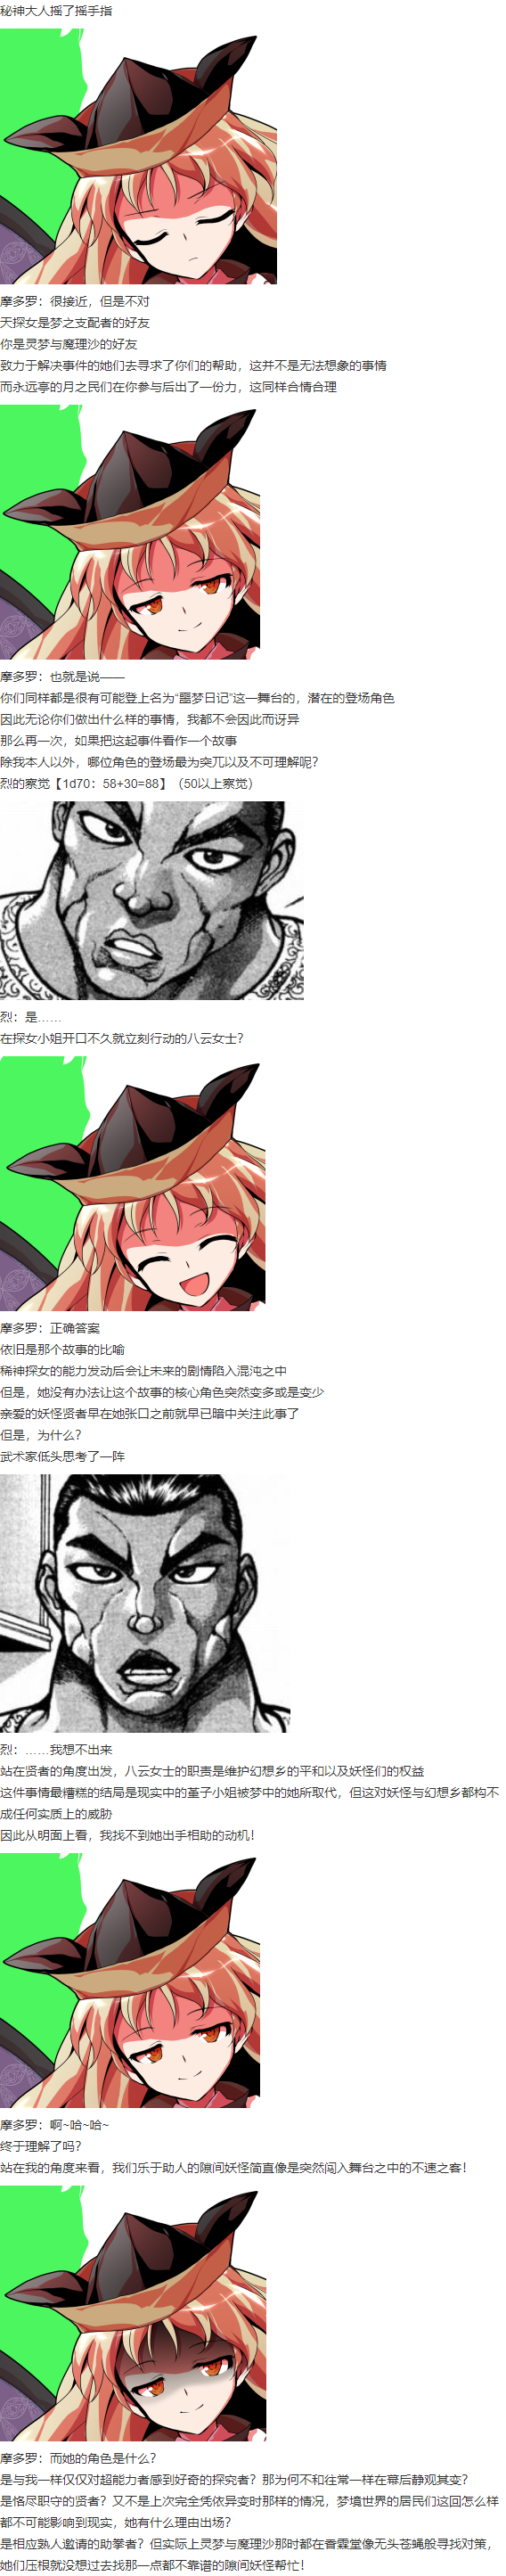 秘神大人摇了摇手指
摩多罗：很接近，但是不对
天探女是梦之支配者的好友
你是灵梦与魔理沙的好友
致力于解决事件的她们去寻求了你们的帮助，这并不是无法想象的事情
而永远亭的月之民们在你参与后出了一份力，这同样合情合理
摩多罗：也就是说——
你们同样都是很有可能登上名为“噩梦日记”这一舞台的，潜在的登场角色
因此无论你们做出什么样的事情，我都不会因此而讶异
那么再一次，如果把这起事件看作一个故事
除我本人以外，哪位角色的登场最为突兀以及不可理解呢？
烈的察觉【1d70：58+30=88】（50以上察觉）
烈：是……
在探女小姐开口不久就立刻行动的八云女士？
摩多罗：正确答案
依旧是那个故事的比喻
稀神探女的能力发动后会让未来的剧情陷入混沌之中
但是，她没有办法让这个故事的核心角色突然变多或是变少
亲爱的妖怪贤者早在她张口之前就早已暗中关注此事了
但是，为什么？
武术家低头思考了一阵
烈：……我想不出来
站在贤者的角度出发，八云女士的职责是维护幻想乡的平和以及妖怪们的权益
这件事情最糟糕的结局是现实中的堇子小姐被梦中的她所取代，但这对妖怪与幻想乡都构不
成任何实质上的威胁
因此从明面上看，我找不到她出手相助的动机！
摩多罗：啊~哈~哈~
终于理解了吗？
站在我的角度来看，我们乐于助人的隙间妖怪简直像是突然闯入舞台之中的不速之客！
摩多罗：而她的角色是什么？
是与我一样仅仅对超能力者感到好奇的探究者？那为何不和往常一样在幕后静观其变？
是恪尽职守的贤者？又不是上次完全凭依异变时那样的情况，梦境世界的居民们这回怎么样
都不可能影响到现实，她有什么理由出场？
是相应熟人邀请的助拳者？但实际上灵梦与魔理沙那时都在香霖堂像无头苍蝇般寻找对策，
她们压根就没想过去找那一点都不靠谱的隙间妖怪帮忙！